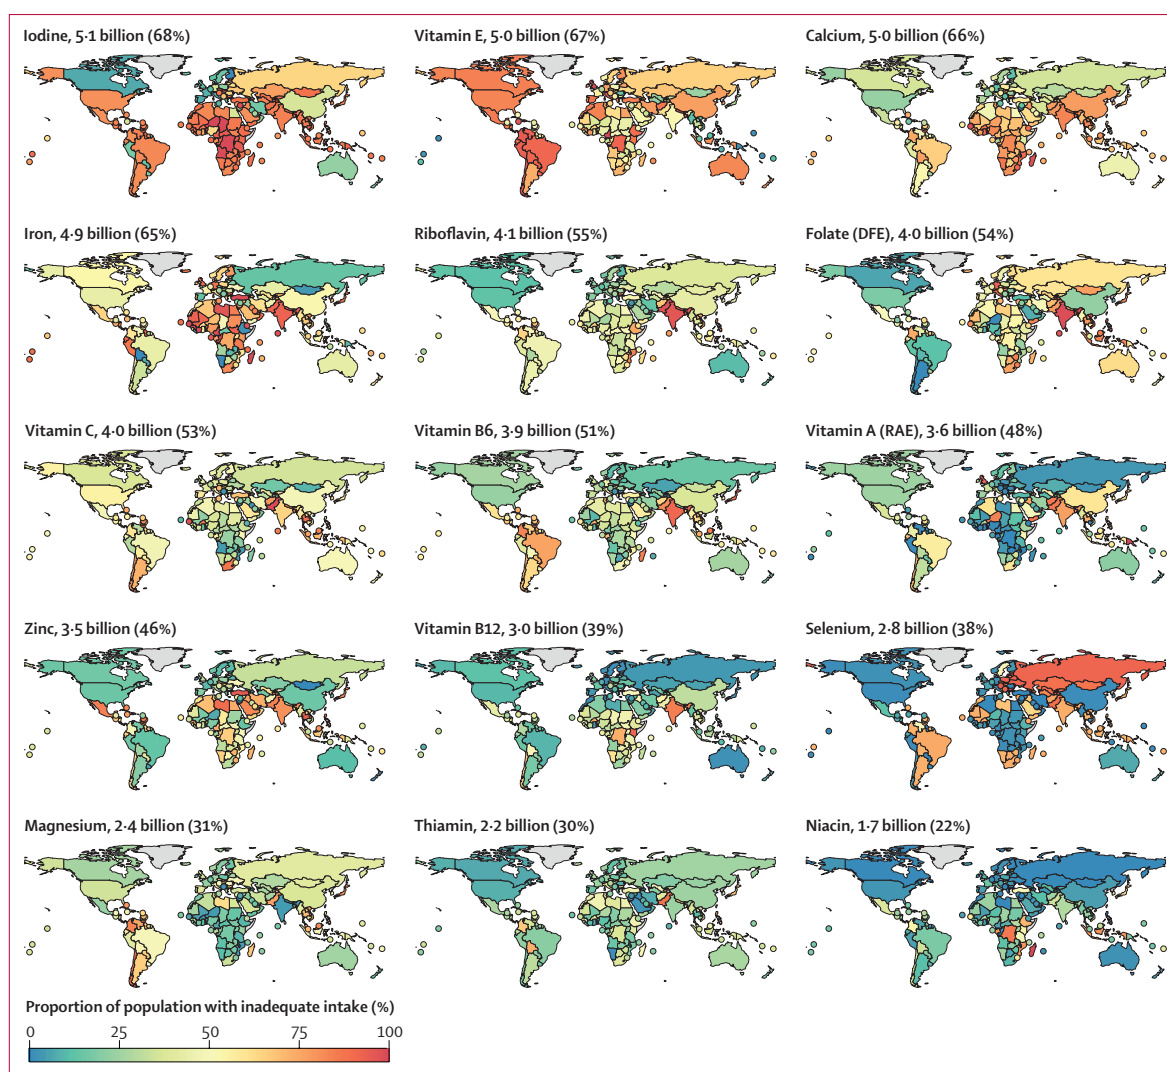 Iodine, 5·1 billion (68%)
Vitamin E, 5·0 billion (67%)
Calcium, 5·0 billion (66%)
Iron, 4·9 billion (65%)
Riboflavin, 4·1 billion (55%)
Folate (DFE), 4·0 billion (54%)
Vitamin C, 4·0 billion (53%)
Vitamin B6, 3·9 billion (51%)
Vitamin A (RAE), 3·6 billion (48%)
Zinc, 3·5 billion (46%)
Vitamin B12, 3·0 billion (39%)
Selenium, 2·8 billion (38%)
Magnesium, 2·4 billion (31%)
Thiamin, 2·2 billion (30%)
Niacin, 1·7 billion (22%)
Proportion of population with inadequate intake (%)
0 25 50 75 100